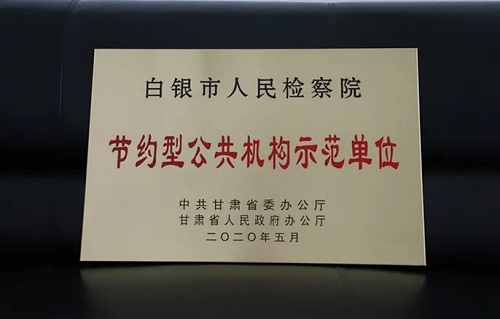 白银市人民检察院
节约型公共机构示范单位
中共甘肃省委办公厅
甘肃省人民政府办公厅
二〇二〇年五月